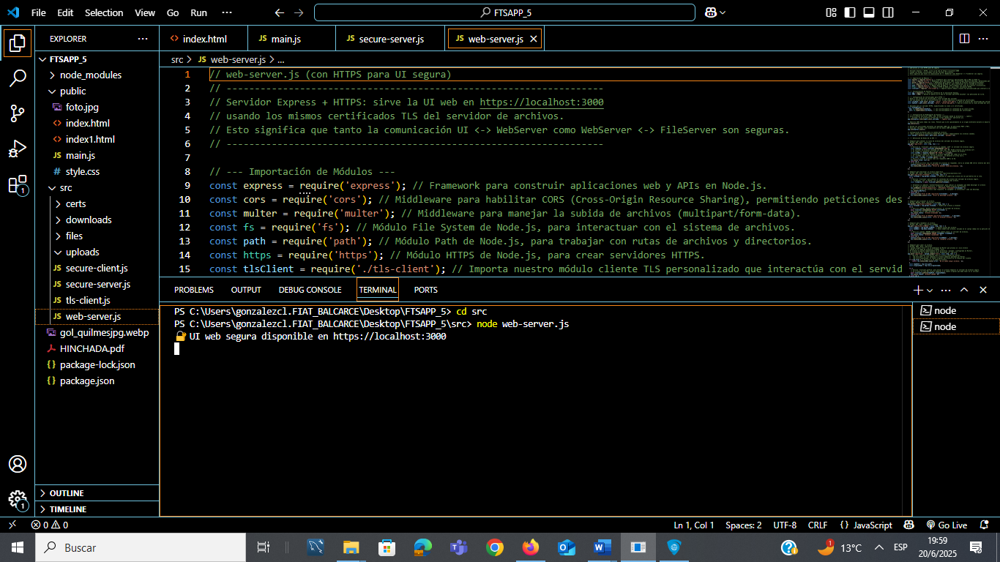 File Edit Selection View Go Run ··· FTSAPP_5
EXPLORER ···
FTSAPP_5
node_modules
public
foto.jpg
index.html
index1.html
JS main.js
# style.css
src
certs
downloads
files
uploads
JS secure-client.js
JS secure-server.js
JS tls-client.js
JS web-server.js
gol_quilmesjpg.webp
HINCHADA.pdf
{} package-lock.json
{} package.json
OUTLINE
TIMELINE
1
1
<> index.html JS main.js JS secure-server.js JS web-server.js
src > JS web-server.js > ...
1 // web-server.js (con HTTPS para UI segura)
2 // -------------------------------------------------------------------
3 // Servidor Express + HTTPS: sirve la UI web en https://localhost:3000
4 // usando los mismos certificados TLS del servidor de archivos.
5 // Esto significa que tanto la comunicación UI <-> WebServer como WebServer <-> FileServer son seguras.
6 // -------------------------------------------------------------------
7
8 // --- Importación de Módulos ---
9 const express = require('express'); // Framework para construir aplicaciones web y APIs en Node.js.
10 const cors = require('cors'); // Middleware para habilitar CORS (Cross-Origin Resource Sharing), permitiendo peticiones des
11 const multer = require('multer'); // Middleware para manejar la subida de archivos (multipart/form-data).
12 const fs = require('fs'); // Módulo File System de Node.js, para interactuar con el sistema de archivos.
13 const path = require('path'); // Módulo Path de Node.js, para trabajar con rutas de archivos y directorios.
14 const https = require('https'); // Módulo HTTPS de Node.js, para crear servidores HTTPS.
15 const tlsClient = require('./tls-client'); // Importa nuestro módulo cliente TLS personalizado que interactúa con el servid
PROBLEMS OUTPUT DEBUG CONSOLE TERMINAL PORTS
PS C:\Users\gonzalezcl.FIAT_BALCARCE\Desktop\FTSAPP_5> cd src
PS C:\Users\gonzalezcl.FIAT_BALCARCE\Desktop\FTSAPP_5\src> node web-server.js
🔐 UI web segura disponible en https://localhost:3000
node
node
0 0 Ln 1, Col 1 Spaces: 2 UTF-8 CRLF {} JavaScript Go Live
Buscar
1 13°C ESP 19:59
20/6/2025